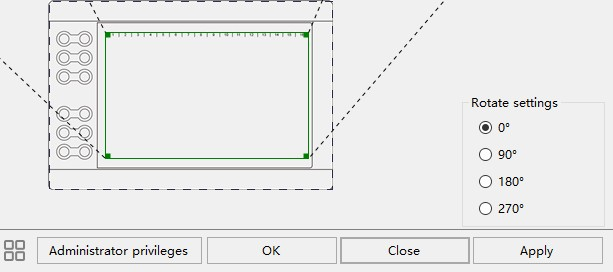 Rotate settings
0°
90°
180°
270°
Administrator privileges
OK
Close
Apply